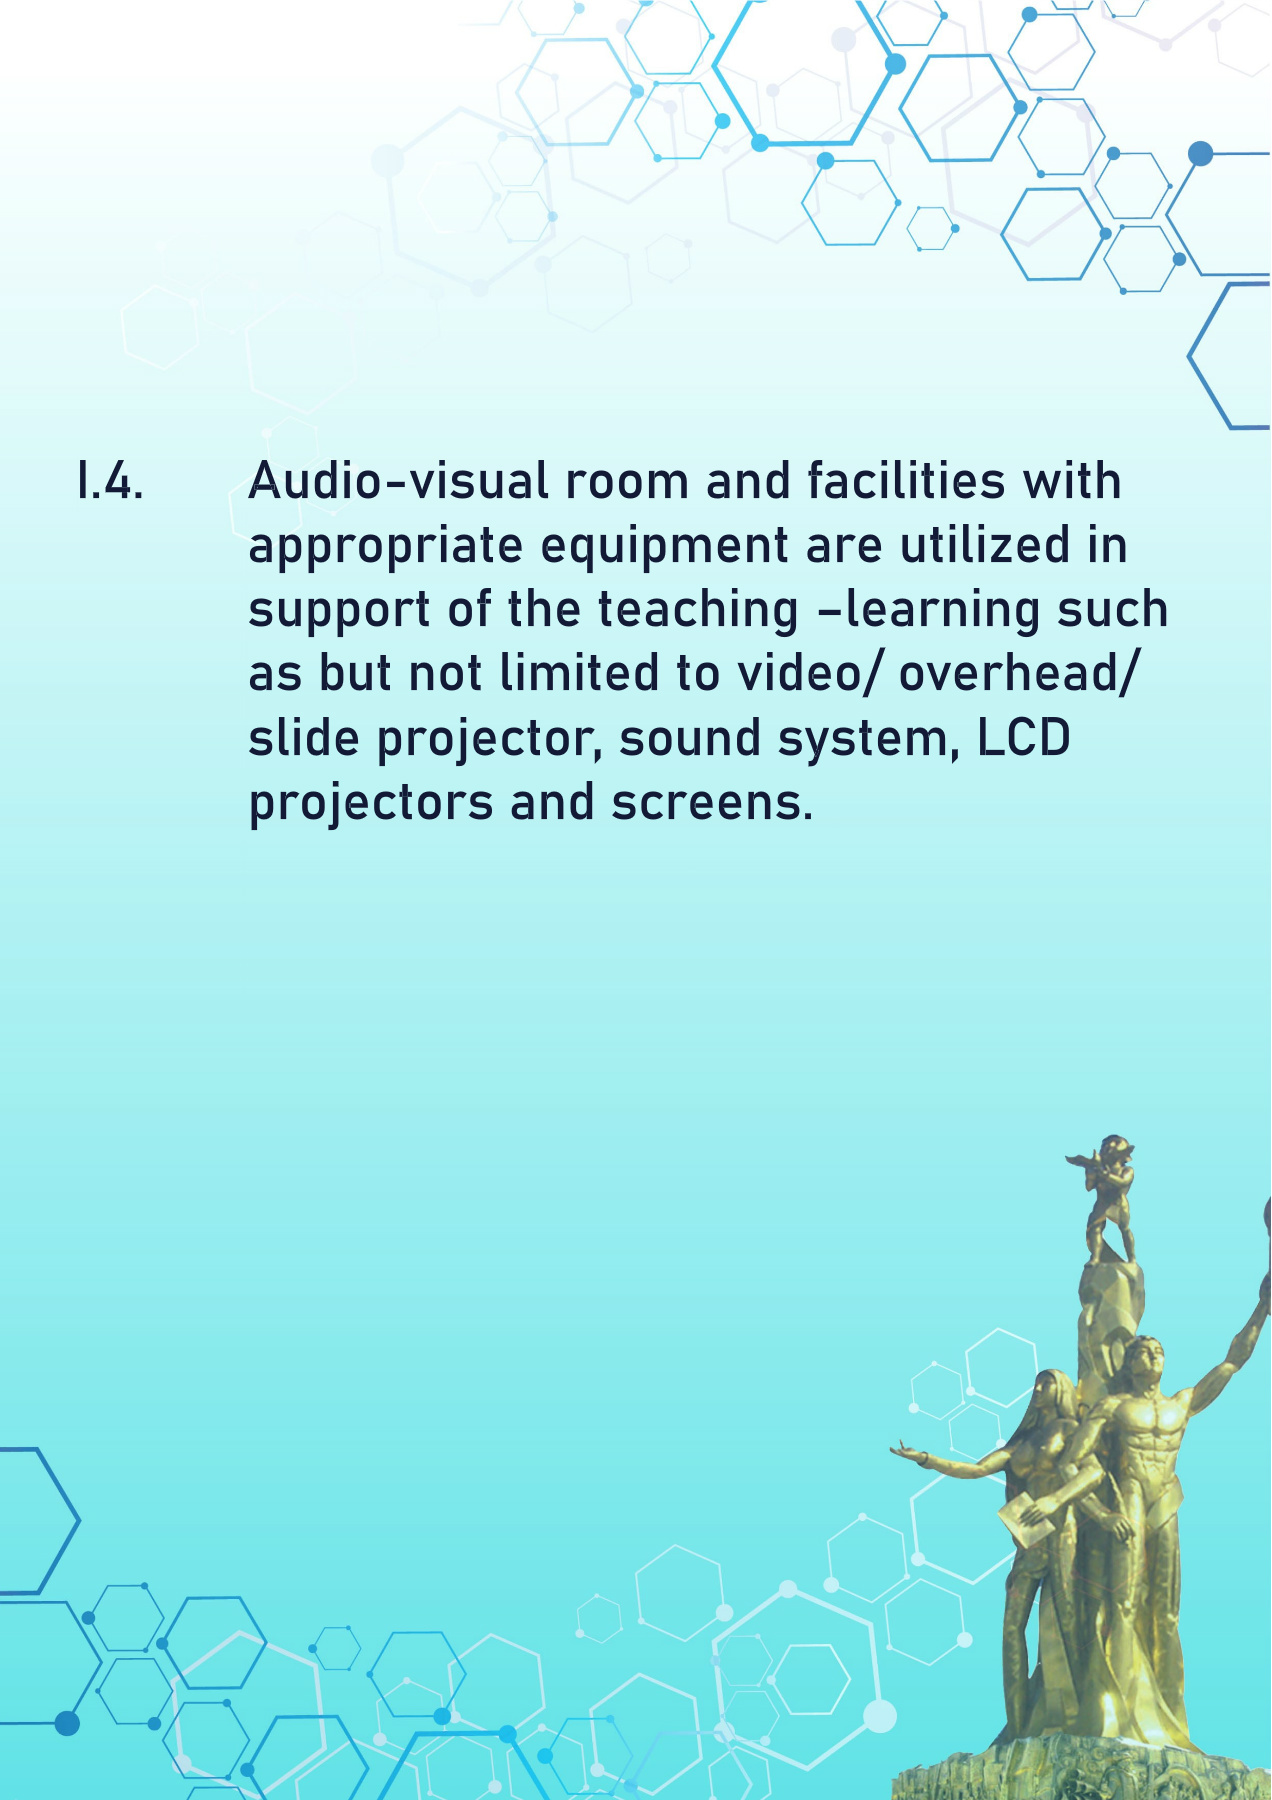 I.4. Audio-visual room and facilities with
appropriate equipment are utilized in
support of the teaching –learning such
as but not limited to video/ overhead/
slide projector, sound system, LCD
projectors and screens.